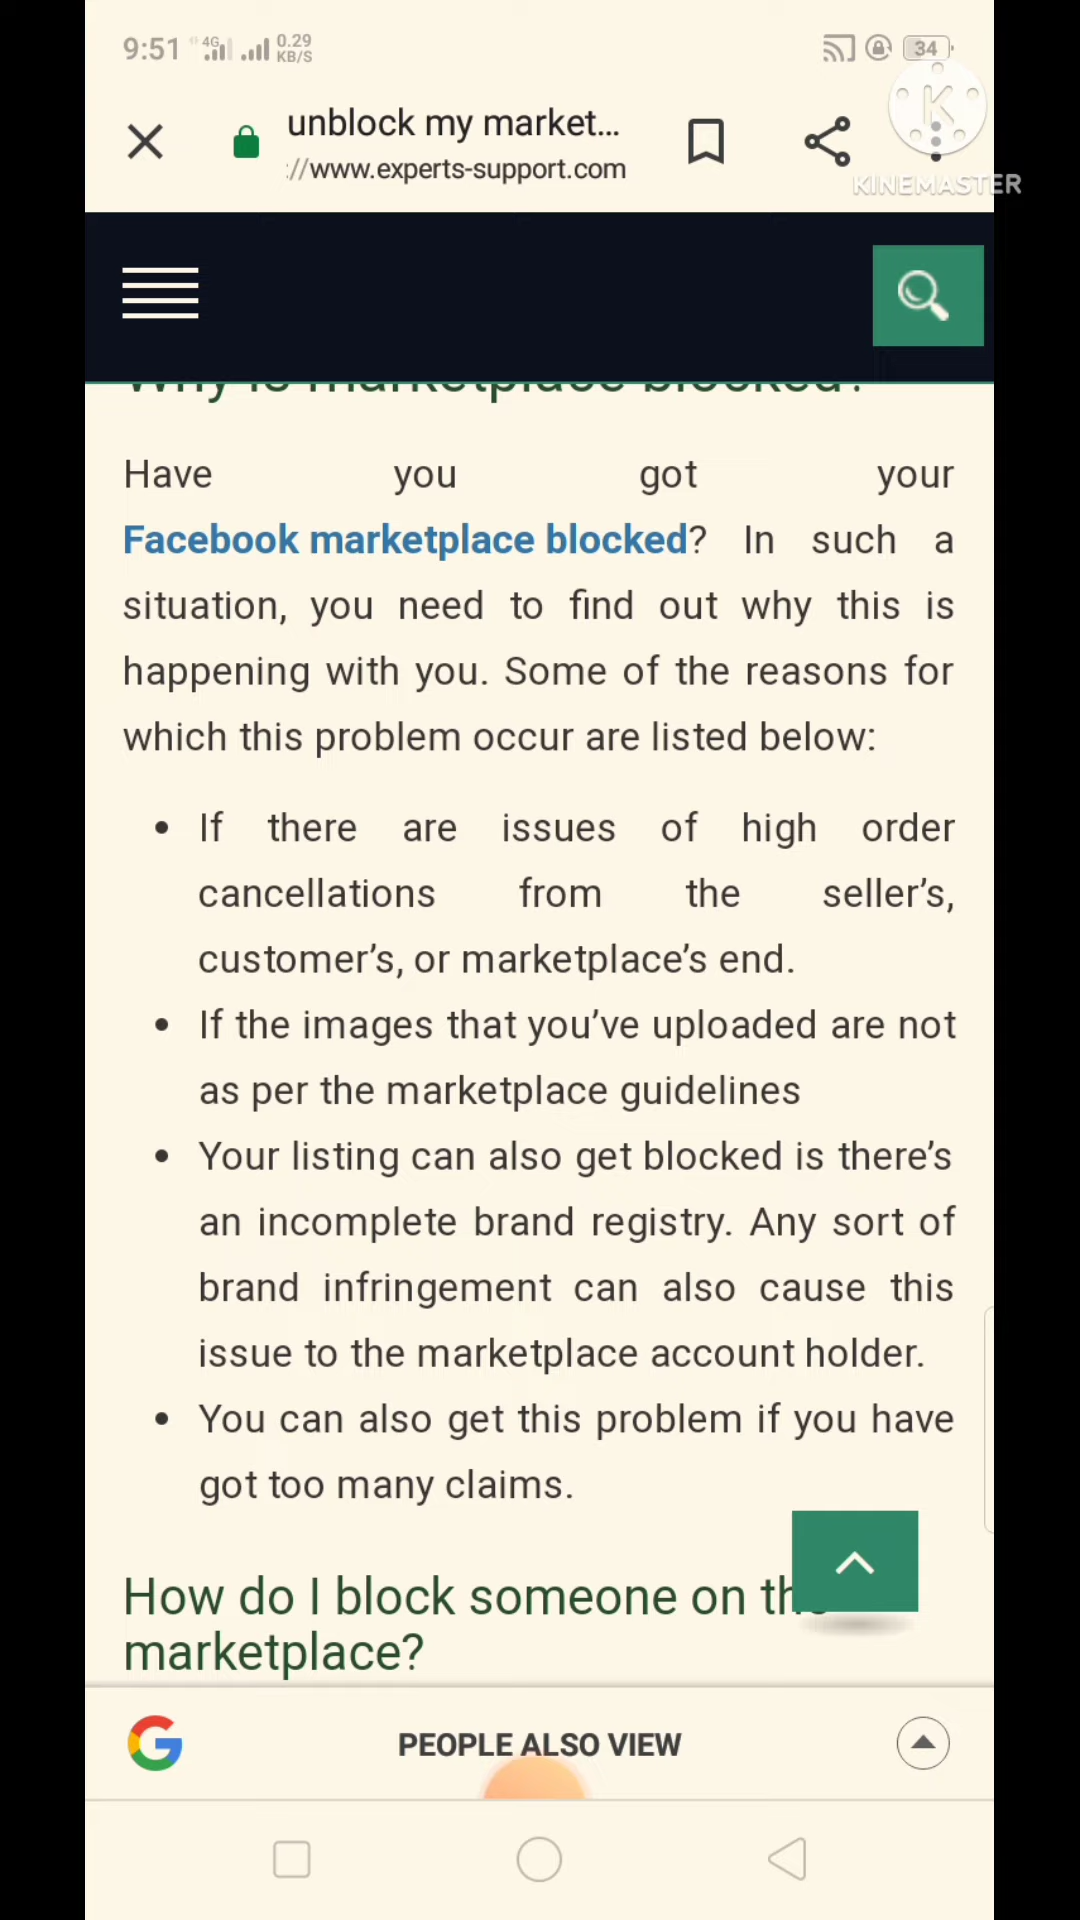 9:51 4G 0.29 KB/S 34
unblock my market...
://www.experts-support.com
K
KINEMASTER
Why is marketplace blocked?
Have you got your
Facebook marketplace blocked? In such a
situation, you need to find out why this is
happening with you. Some of the reasons for
which this problem occur are listed below:
• If there are issues of high order
cancellations from the seller’s,
customer’s, or marketplace’s end.
• If the images that you’ve uploaded are not
as per the marketplace guidelines
• Your listing can also get blocked is there’s
an incomplete brand registry. Any sort of
brand infringement can also cause this
issue to the marketplace account holder.
• You can also get this problem if you have
got too many claims.
How do I block someone on the
marketplace?
G PEOPLE ALSO VIEW